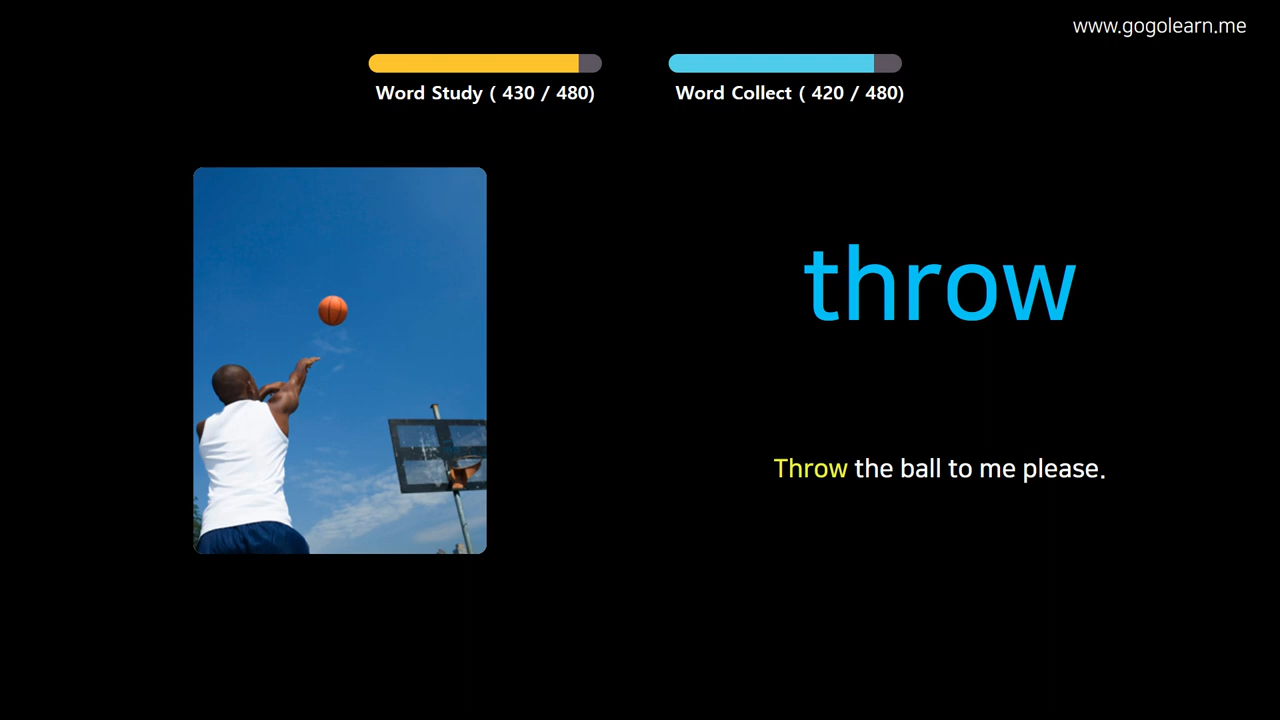 www.gogolearn.me
Word Study ( 430 / 480)
Word Collect ( 420 / 480)
throw
Throw the ball to me please.